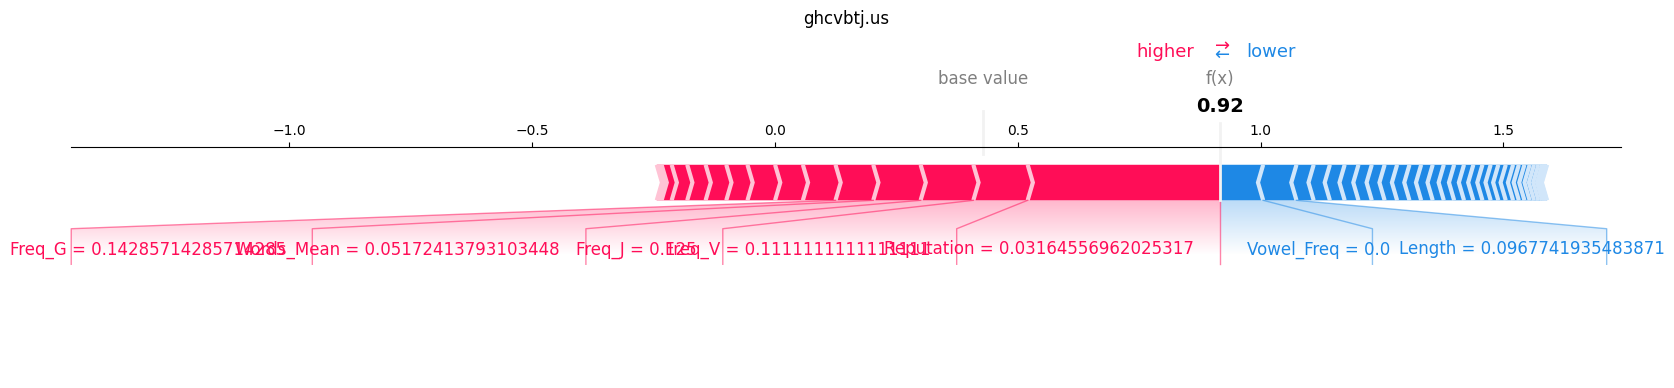 ghcvbtj.us
higher → ← lower
base value f(x)
0.92
−1.0 −0.5 0.0 0.5 1.0 1.5
Freq_G = 0.14285714285714285 Words_Mean = 0.05172413793103448 Freq_J = 0.125 Freq_V = 0.1111111111111111 Reputation = 0.03164556962025317 Vowel_Freq = 0.0 Length = 0.0967741935483871